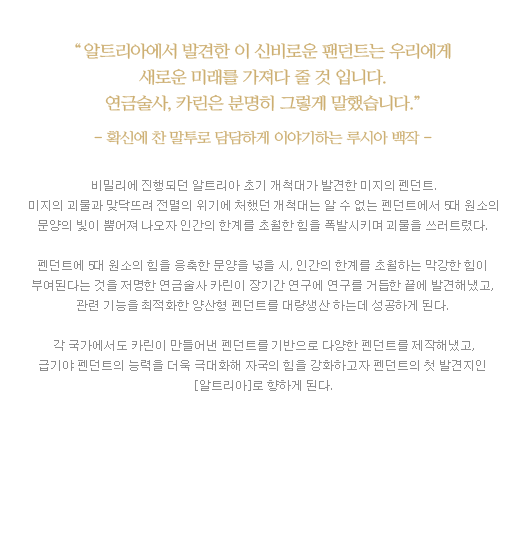 “ 알트리아에서 발견한 이 신비로운 팬던트는 우리에게
새로운 미래를 가져다 줄 것 입니다.
연금술사, 카린은 분명히 그렇게 말했습니다.”
– 확신에 찬 말투로 담담하게 이야기하는 루시아 백작 –
비밀리에 진행되던 알트리아 초기 개척대가 발견한 미지의 펜던트.
미지의 괴물과 맞닥뜨려 전멸의 위기에 처했던 개척대는 알 수 없는 펜던트에서 5대 원소의
문양의 빛이 뿜어져 나오자 인간의 한계를 초월한 힘을 폭발시키며 괴물을 쓰러트렸다.
펜던트에 5대 원소의 힘을 응축한 문양을 넣을 시, 인간의 한계를 초월하는 막강한 힘이
부여된다는 것을 저명한 연금술사 카린이 장기간 연구에 연구를 거듭한 끝에 발견해냈고,
관련 기능을 최적화한 양산형 펜던트를 대량생산 하는데 성공하게 된다.
각 국가에서도 카린이 만들어낸 펜던트를 기반으로 다양한 펜던트를 제작해냈고,
급기야 펜던트의 능력을 더욱 극대화해 자국의 힘을 강화하고자 펜던트의 첫 발견지인
[알트리아]로 향하게 된다.